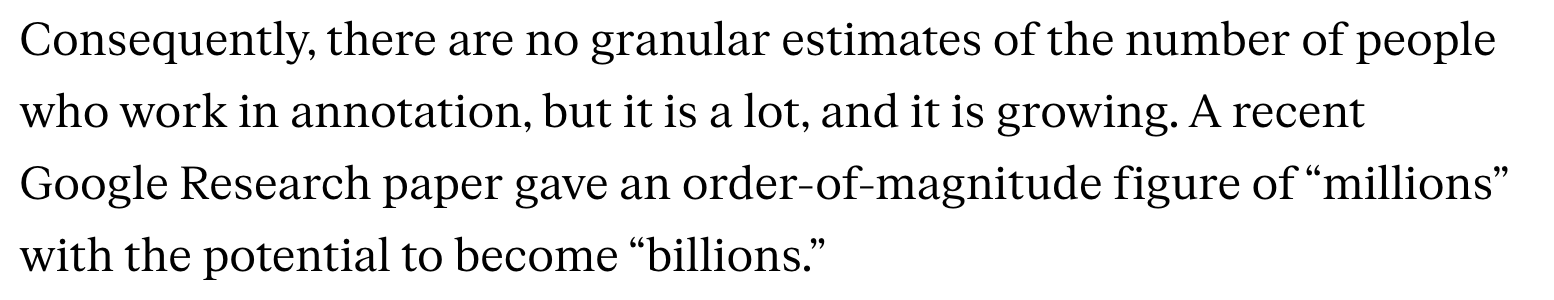 Consequently, there are no granular estimates of the number of people
who work in annotation, but it is a lot, and it is growing. A recent
Google Research paper gave an order-of-magnitude figure of “millions”
with the potential to become “billions.”